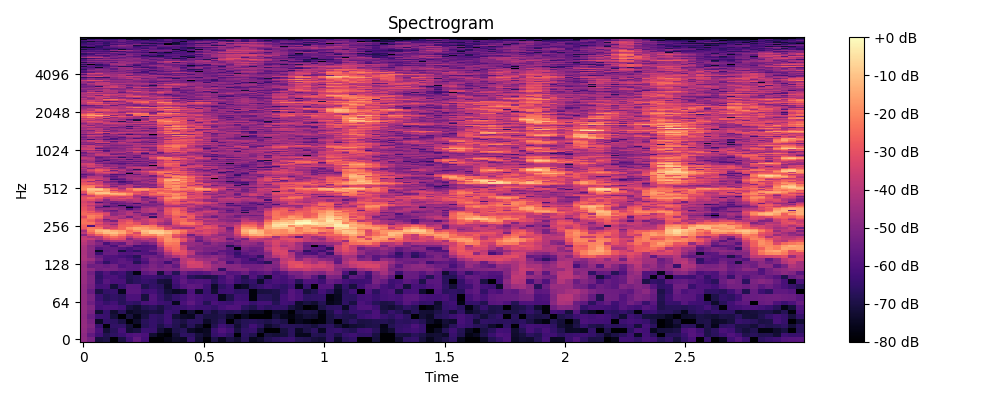 Spectrogram
Hz
4096
2048
1024
512
256
128
64
0
0
0.5
1
1.5
2
2.5
Time
+0 dB
-10 dB
-20 dB
-30 dB
-40 dB
-50 dB
-60 dB
-70 dB
-80 dB